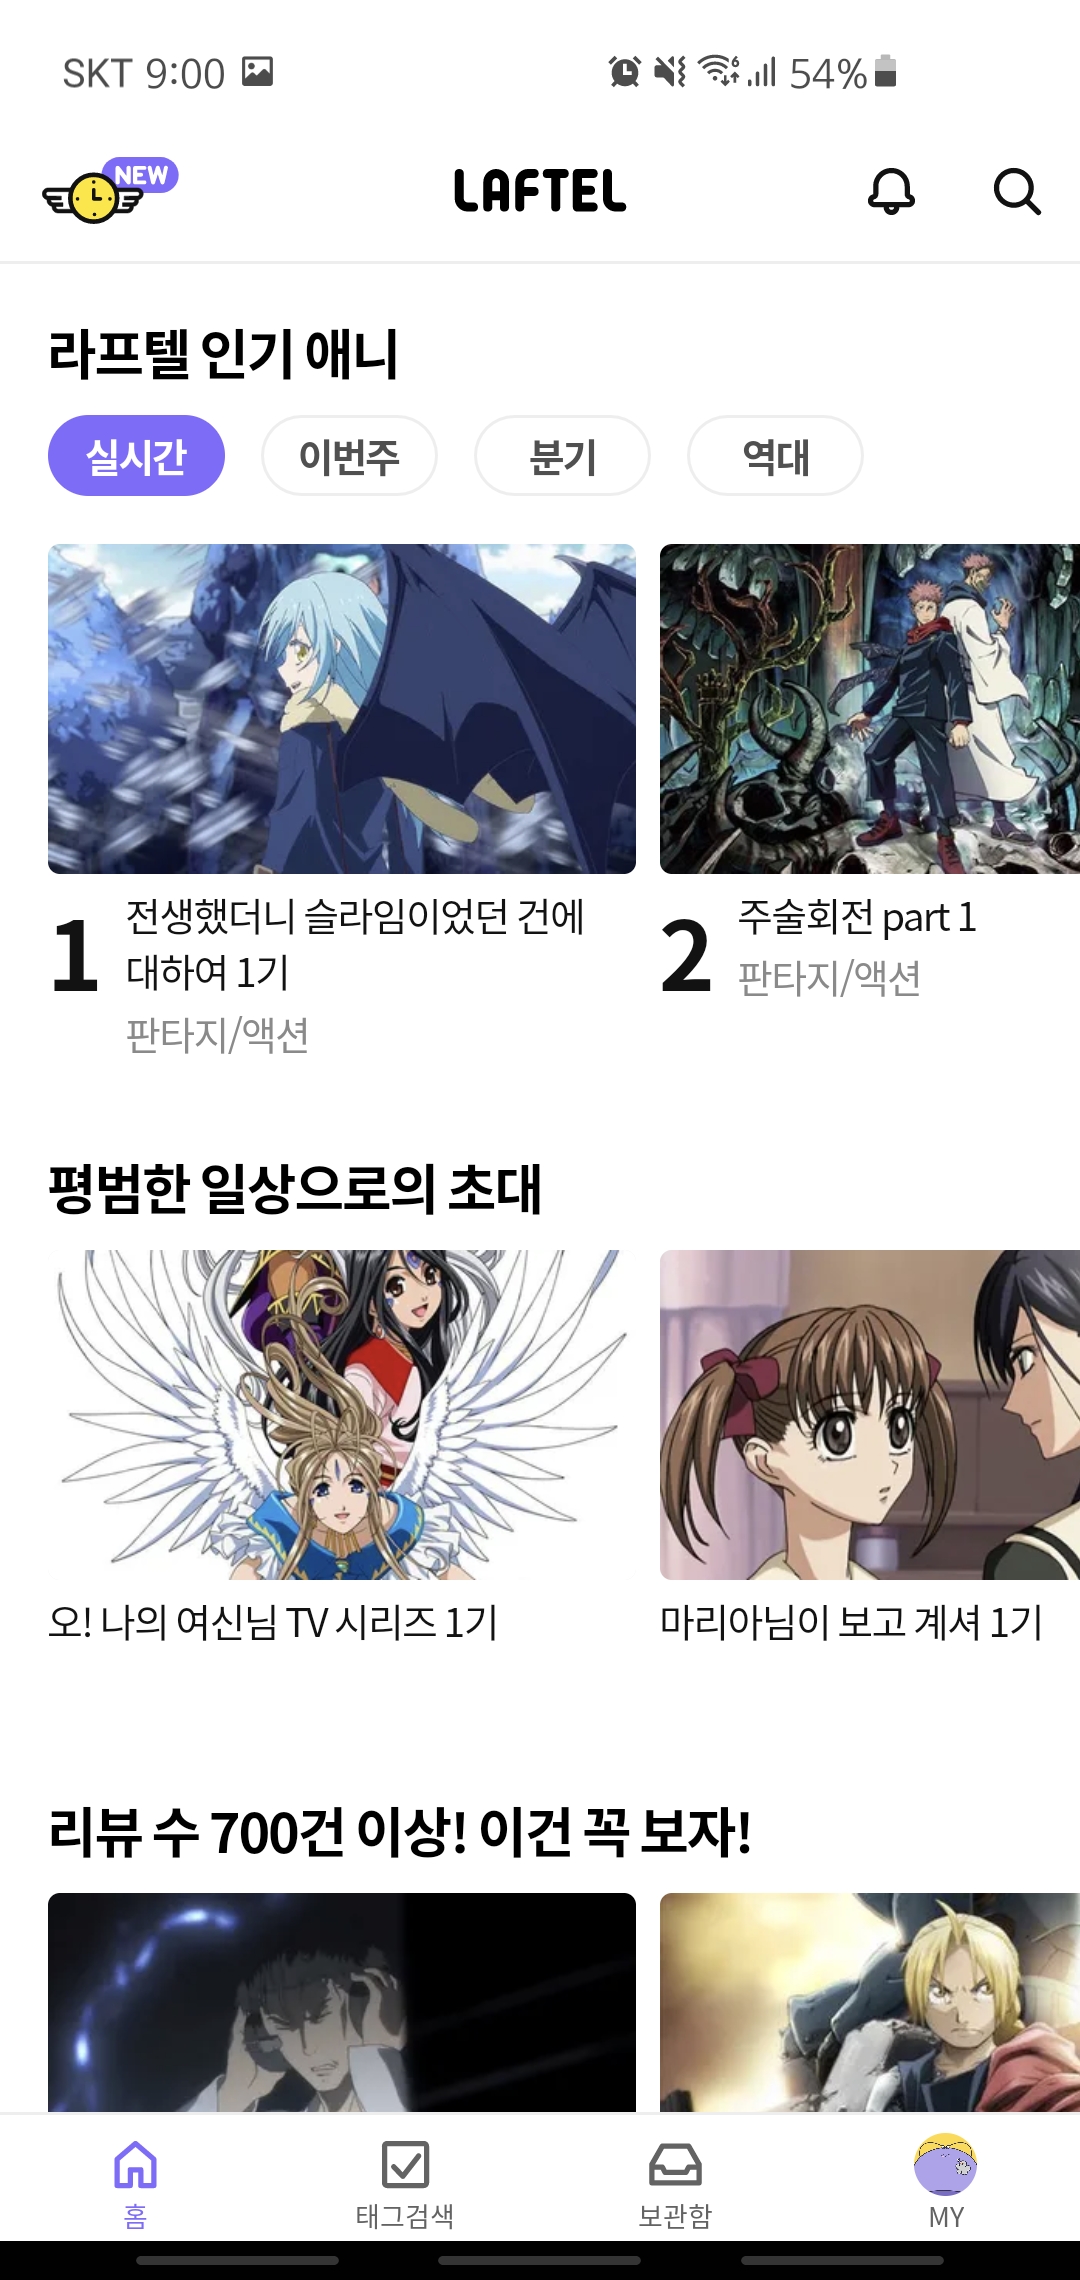 SKT 9:00 54%
NEW
LAFTEL
라프텔 인기 애니
실시간 이번주 분기 역대
1 전생했더니 슬라임이었던 건에
대하여 1기
판타지/액션
2 주술회전 part 1
판타지/액션
평범한 일상으로의 초대
오! 나의 여신님 TV 시리즈 1기
마리아님이 보고 계셔 1기
리뷰 수 700건 이상! 이건 꼭 보자!
홈 태그검색 보관함 MY